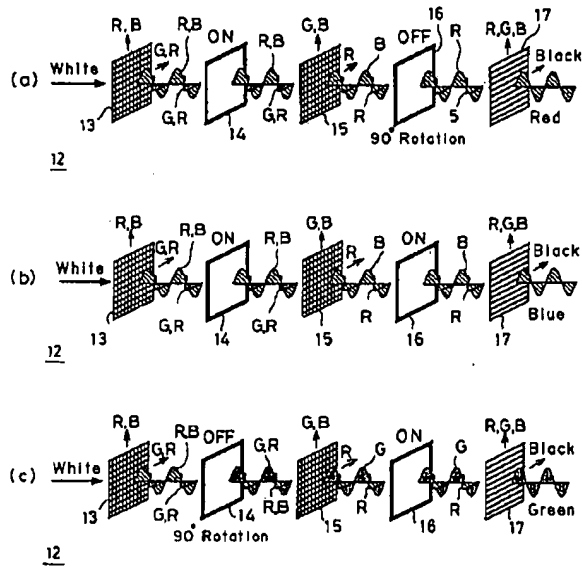 R,B G,R R,B ON R,B G,B R B OFF 16 R R,G,B 17 Black
(a) White
13 G,R 14 G,R 15 R 90° Rotation 5 Red
12
R,B G,R R,B ON R,B G,B R B ON B R,G,B Black
(b) White
13 G,R 14 G,R 15 R 16 R 17 Blue
12
R,B G,R R,B OFF G,R G,B R G ON G R,G,B Black
(c) White
13 G,R 90° Rotation 14 R,B 15 R 16 R 17 Green
12